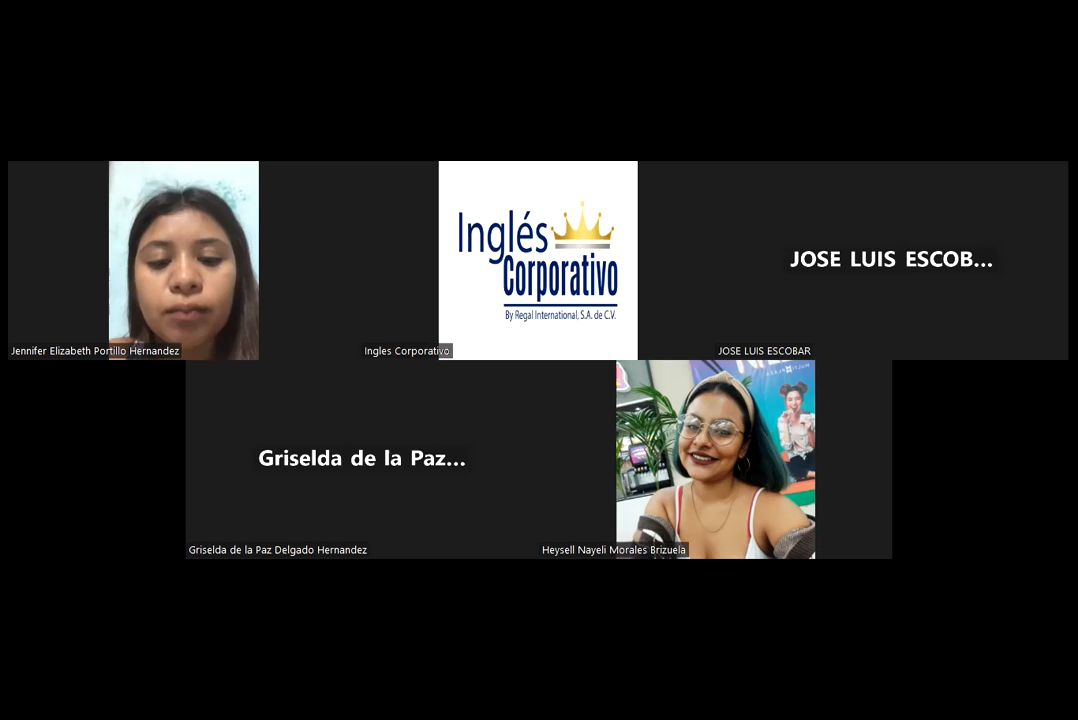 Inglés
Corporativo
By Regal International, S.A. de C.V.
JOSE LUIS ESCOB...
Jennifer Elizabeth Portillo Hernandez
Ingles Corporativo
JOSE LUIS ESCOBAR
Griselda de la Paz...
Griselda de la Paz Delgado Hernandez
Heysell Nayeli Morales Brizuela